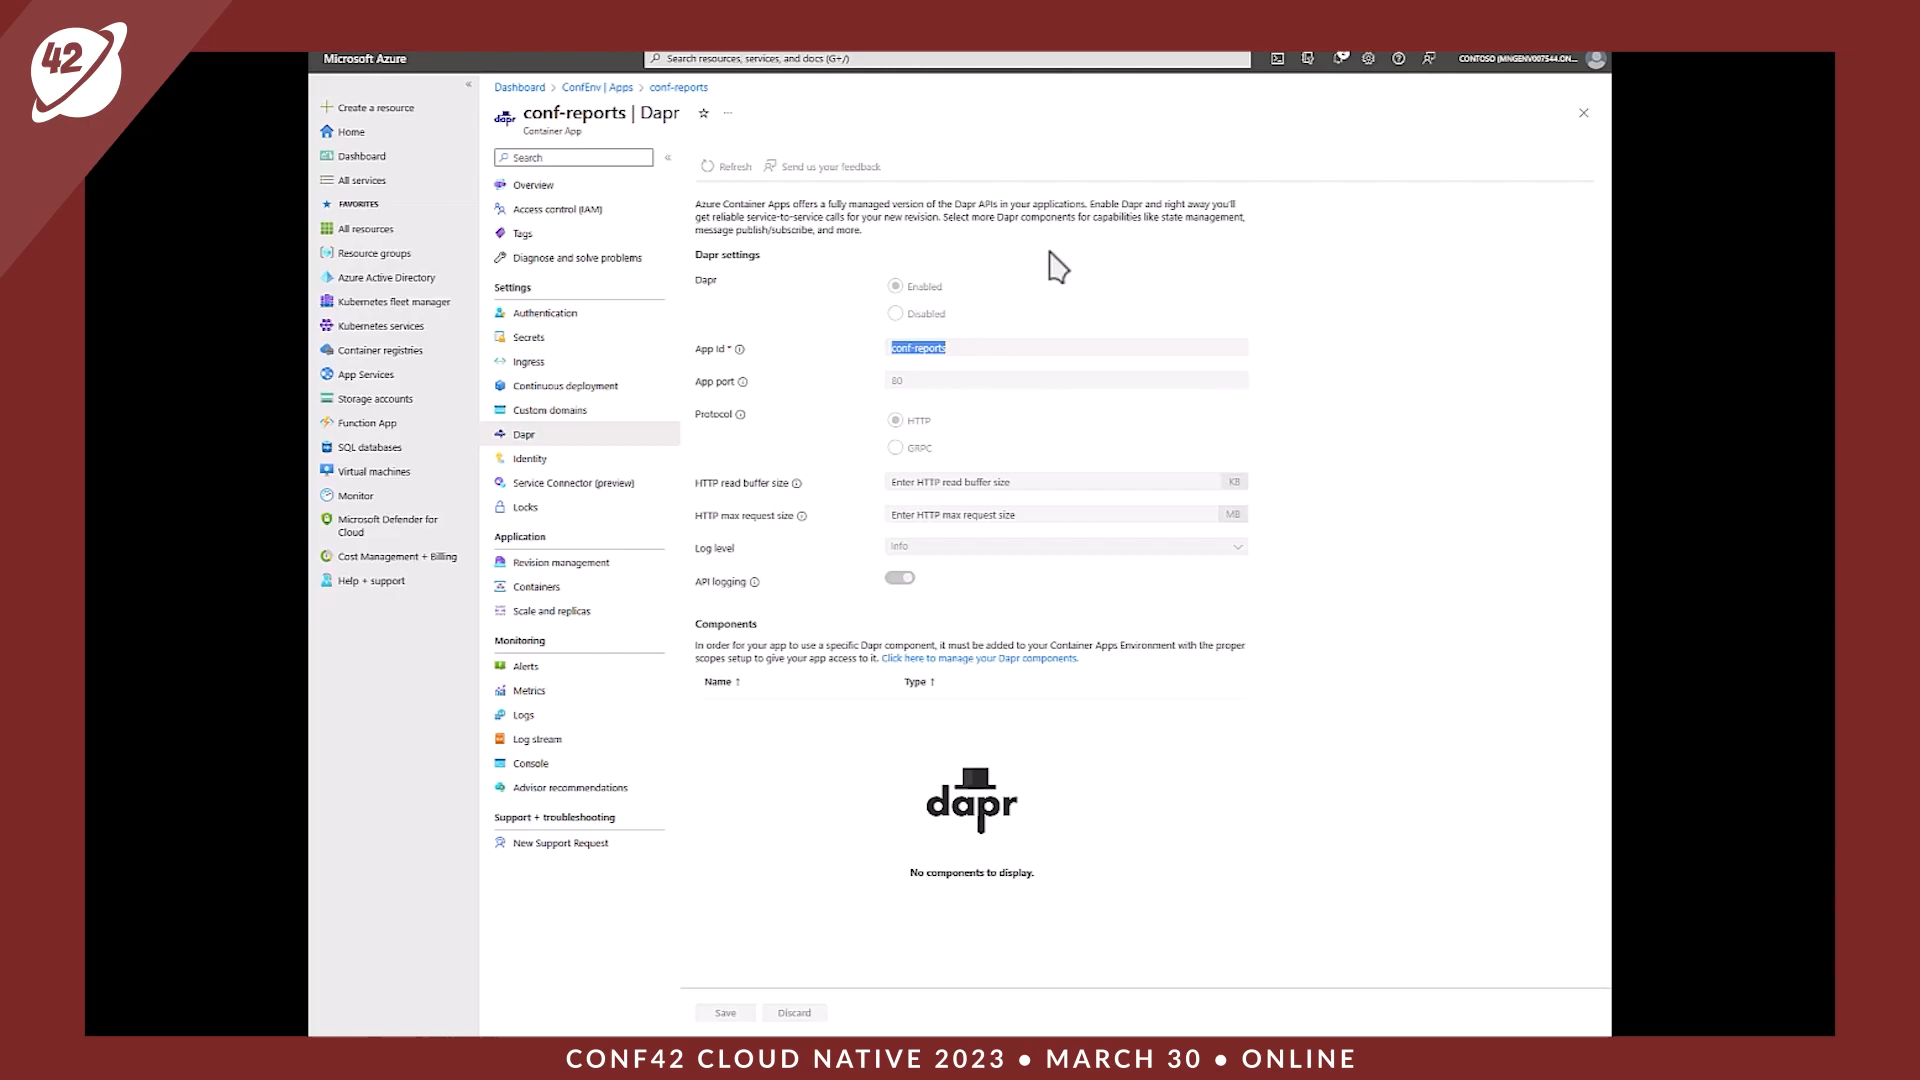 42
Microsoft Azure
Search resources, services, and docs (G+/)
CONTOSO (MNGENV007544.ON...
Create a resource
Home
Dashboard
All services
FAVORITES
All resources
Resource groups
Azure Active Directory
Kubernetes fleet manager
Kubernetes services
Container registries
App Services
Storage accounts
Function App
SQL databases
Virtual machines
Monitor
Microsoft Defender for
Cloud
Cost Management + Billing
Help + support
Dashboard > ConfEnv | Apps > conf-reports
dapr
conf-reports | Dapr
Container App
Search
Overview
Access control (IAM)
Tags
Diagnose and solve problems
Settings
Authentication
Secrets
Ingress
Continuous deployment
Custom domains
Dapr
Identity
Service Connector (preview)
Locks
Application
Revision management
Containers
Scale and replicas
Monitoring
Alerts
Metrics
Logs
Log stream
Console
Advisor recommendations
Support + troubleshooting
New Support Request
Refresh
Send us your feedback
Azure Container Apps offers a fully managed version of the Dapr APIs in your applications. Enable Dapr and right away you'll
get reliable service-to-service calls for your new revision. Select more Dapr components for capabilities like state management,
message publish/subscribe, and more.
Dapr settings
Dapr
Enabled
Disabled
App Id *
conf-reports
App port
80
Protocol
HTTP
GRPC
HTTP read buffer size
Enter HTTP read buffer size
KB
HTTP max request size
Enter HTTP max request size
MB
Log level
Info
API logging
Components
In order for your app to use a specific Dapr component, it must be added to your Container Apps Environment with the proper
scopes setup to give your app access to it. Click here to manage your Dapr components.
Name ↑
Type ↑
dapr
No components to display.
Save
Discard
CONF42 CLOUD NATIVE 2023 • MARCH 30 • ONLINE